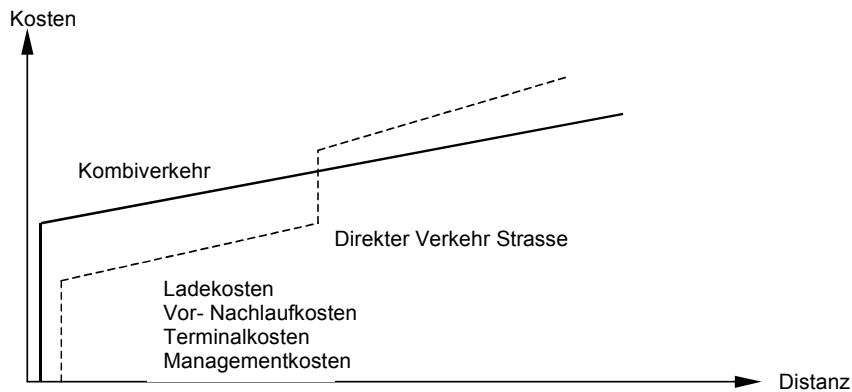 Kosten
Kombiverkehr
Direkter Verkehr Strasse
Ladekosten
Vor- Nachlaufkosten
Terminalkosten
Managementkosten
Distanz